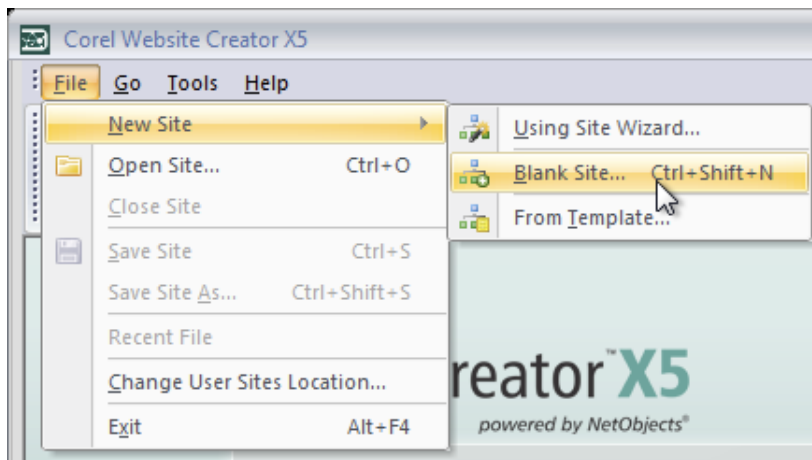 Corel Website Creator X5
File Go Tools Help
New Site
Open Site... Ctrl+O
Close Site
Save Site Ctrl+S
Save Site As... Ctrl+Shift+S
Recent File
Change User Sites Location...
Exit Alt+F4
Using Site Wizard...
Blank Site... Ctrl+Shift+N
From Template...
reator™X5
powered by NetObjects®